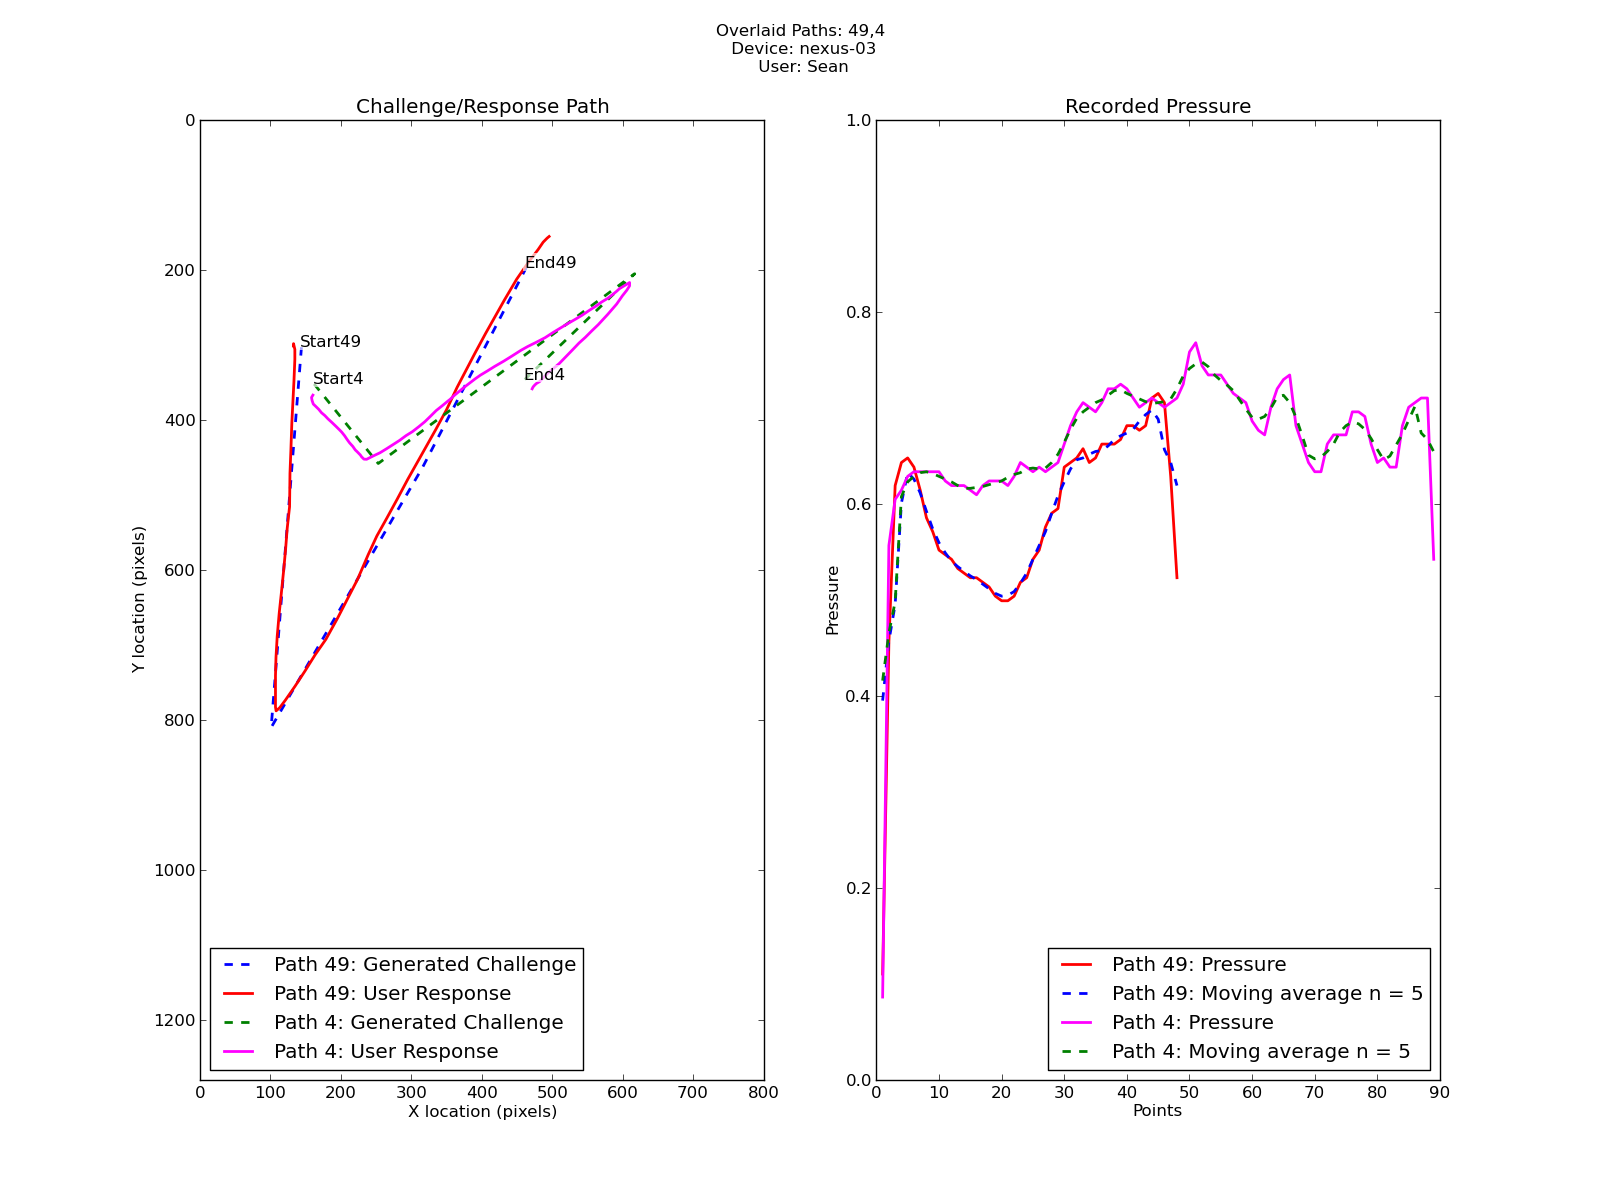 Overlaid Paths: 49,4
Device: nexus-03
User: Sean
Challenge/Response Path
0
200
400
600
800
1000
1200
Y location (pixels)
Start49
Start4
End49
End4
Path 49: Generated Challenge
Path 49: User Response
Path 4: Generated Challenge
Path 4: User Response
0 100 200 300 400 500 600 700 800
X location (pixels)
Recorded Pressure
1.0
0.8
0.6
0.4
0.2
0.0
Pressure
Path 49: Pressure
Path 49: Moving average n = 5
Path 4: Pressure
Path 4: Moving average n = 5
0 10 20 30 40 50 60 70 80 90
Points